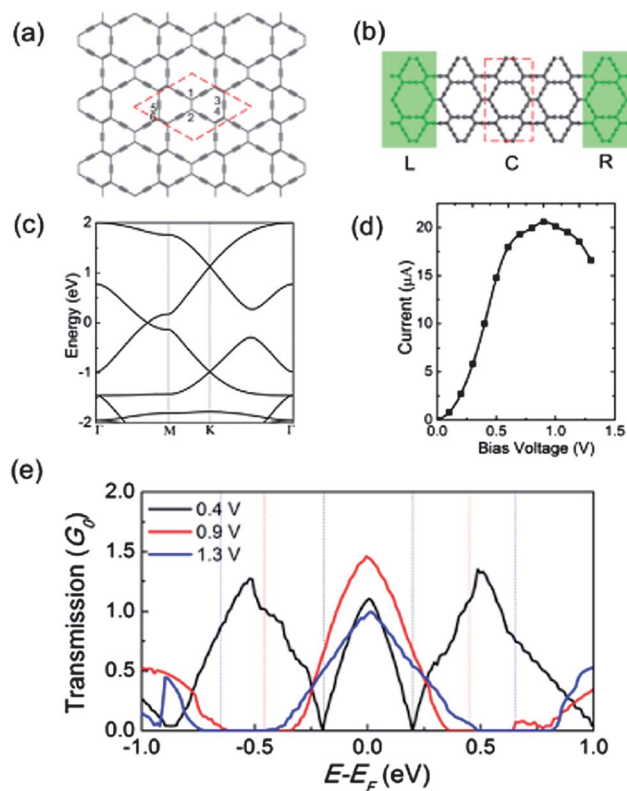 (a)
1
3
5
4
6
2
(b)
L
C
R
(c)
Energy (eV)
2
1
0
-1
-2
Γ
M
K
Γ
(d)
Current (μA)
20
15
10
5
0
0.0
0.5
1.0
1.5
Bias Voltage (V)
(e)
Transmission (G₀)
2.0
1.5
1.0
0.5
0.0
0.4 V
0.9 V
1.3 V
-1.0
-0.5
0.0
0.5
1.0
E-E_F (eV)